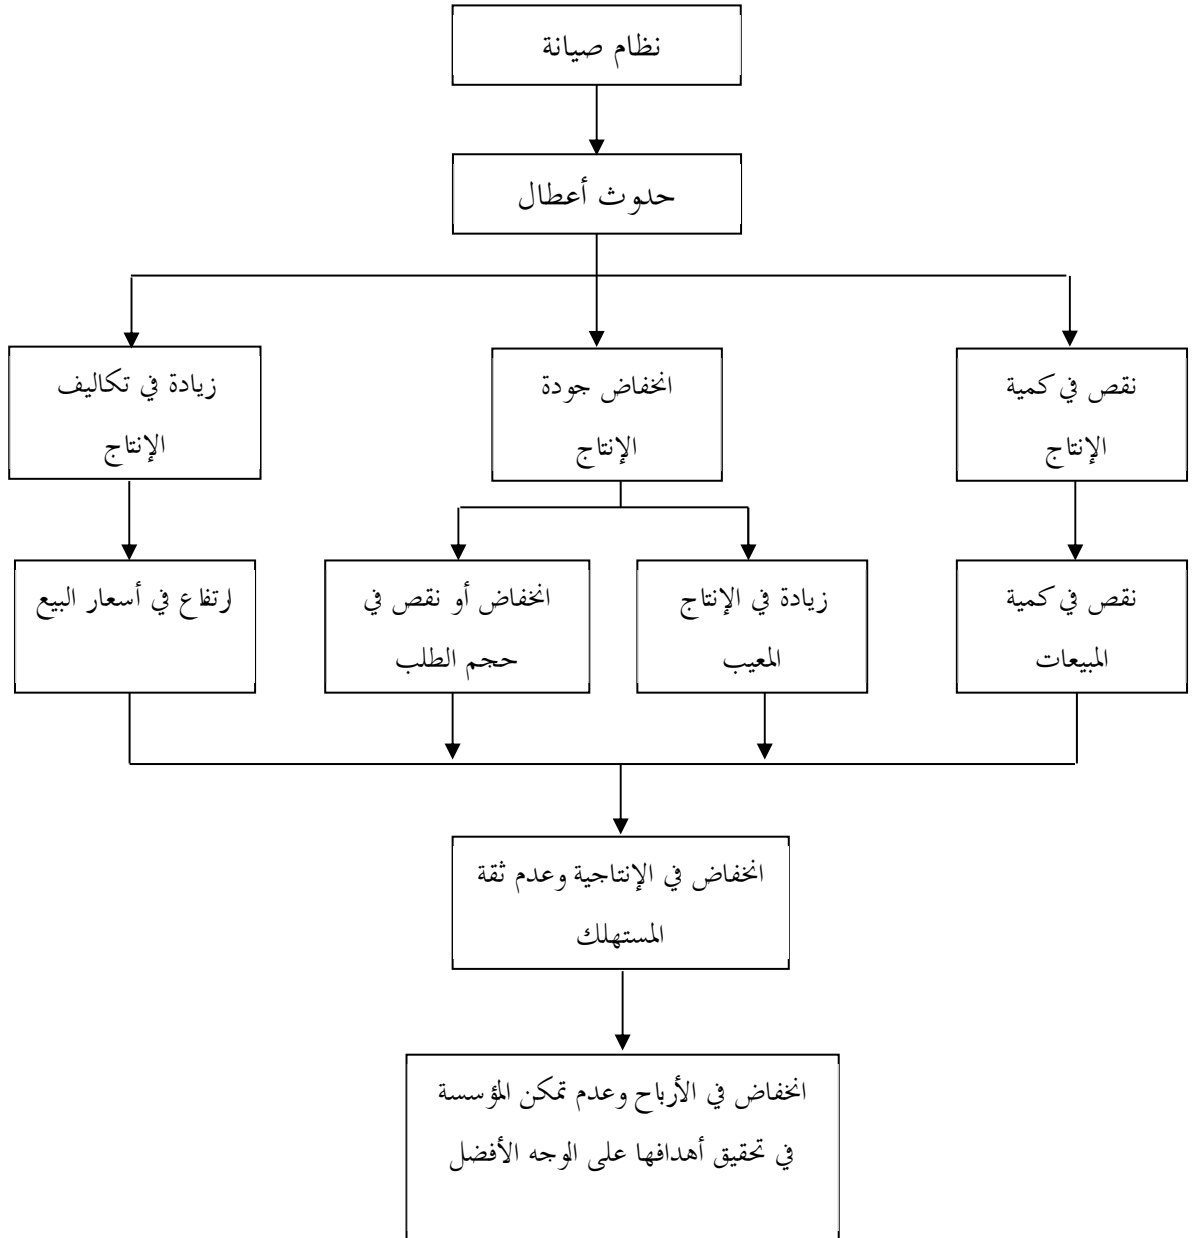 نظام صيانة
حدوث أعطال
نقص في كمية
الإنتاج
انخفاض جودة
الإنتاج
زيادة في تكاليف
الإنتاج
نقص في كمية
المبيعات
زيادة في الإنتاج
المعيب
انخفاض أو نقص في
حجم الطلب
ارتفاع في أسعار البيع
انخفاض في الإنتاجية وعدم ثقة
المستهلك
انخفاض في الأرباح وعدم تمكن المؤسسة
في تحقيق أهدافها على الوجه الأفضل